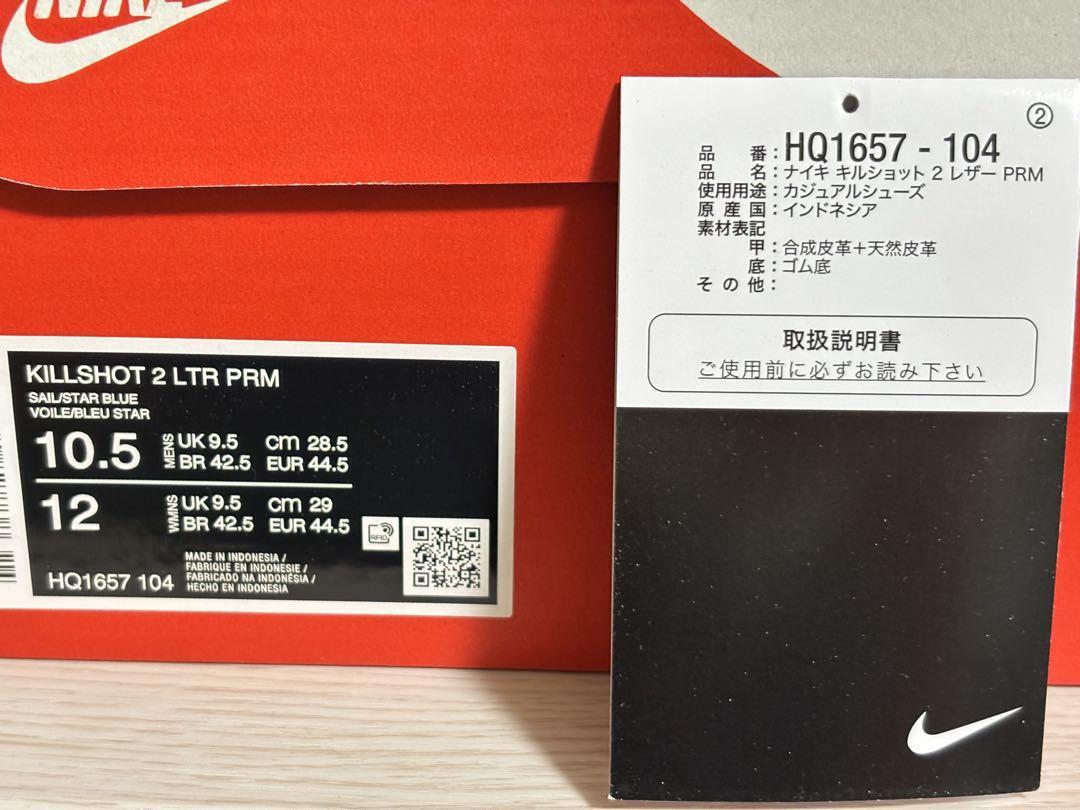 NIKE
KILLSHOT 2 LTR PRM
SAIL/STAR BLUE
VOILE/BLEU STAR
10.5 MENS UK 9.5 cm 28.5
BR 42.5 EUR 44.5
12 WMNS UK 9.5 cm 29
BR 42.5 EUR 44.5
RFID
MADE IN INDONESIA /
FABRIQUE EN INDONESIE /
FABRICADO NA INDONÉSIA /
HECHO EN INDONESIA
HQ1657 104
②
品番:HQ1657 - 104
品名:ナイキ キルショット 2 レザー PRM
使用用途:カジュアルシューズ
原産国:インドネシア
素材表記
甲:合成皮革+天然皮革
底:ゴム底
その他:
取扱説明書
ご使用前に必ずお読み下さい